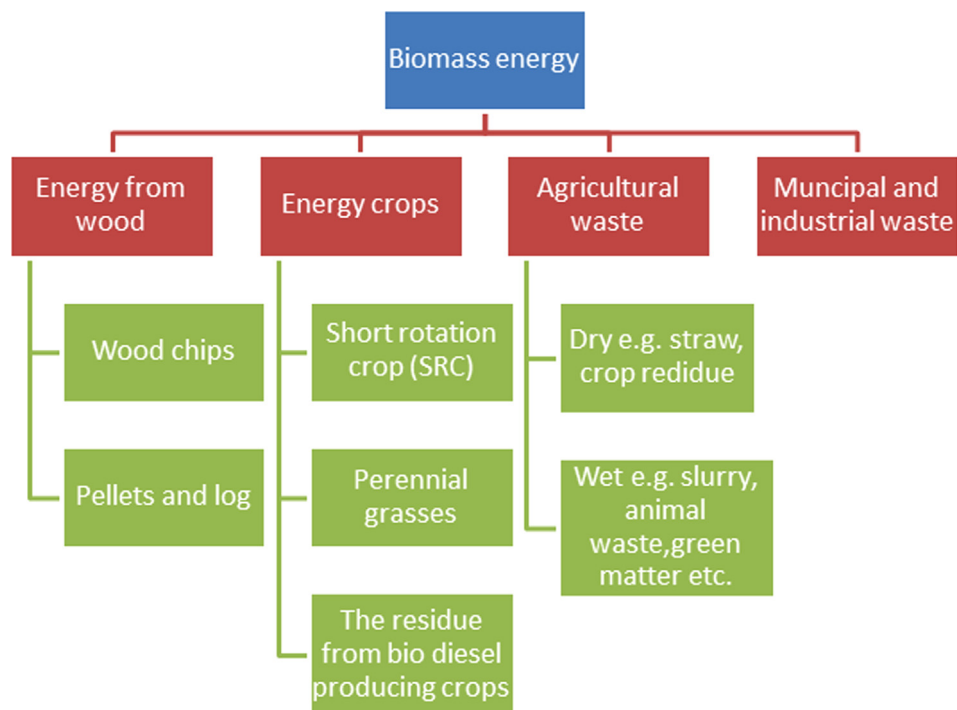 Biomass energy
Energy from
wood
Energy crops
Agricultural
waste
Muncipal and
industrial waste
Wood chips
Pellets and log
Short rotation
crop (SRC)
Perennial
grasses
The residue
from bio diesel
producing crops
Dry e.g. straw,
crop redidue
Wet e.g. slurry,
animal
waste,green
matter etc.